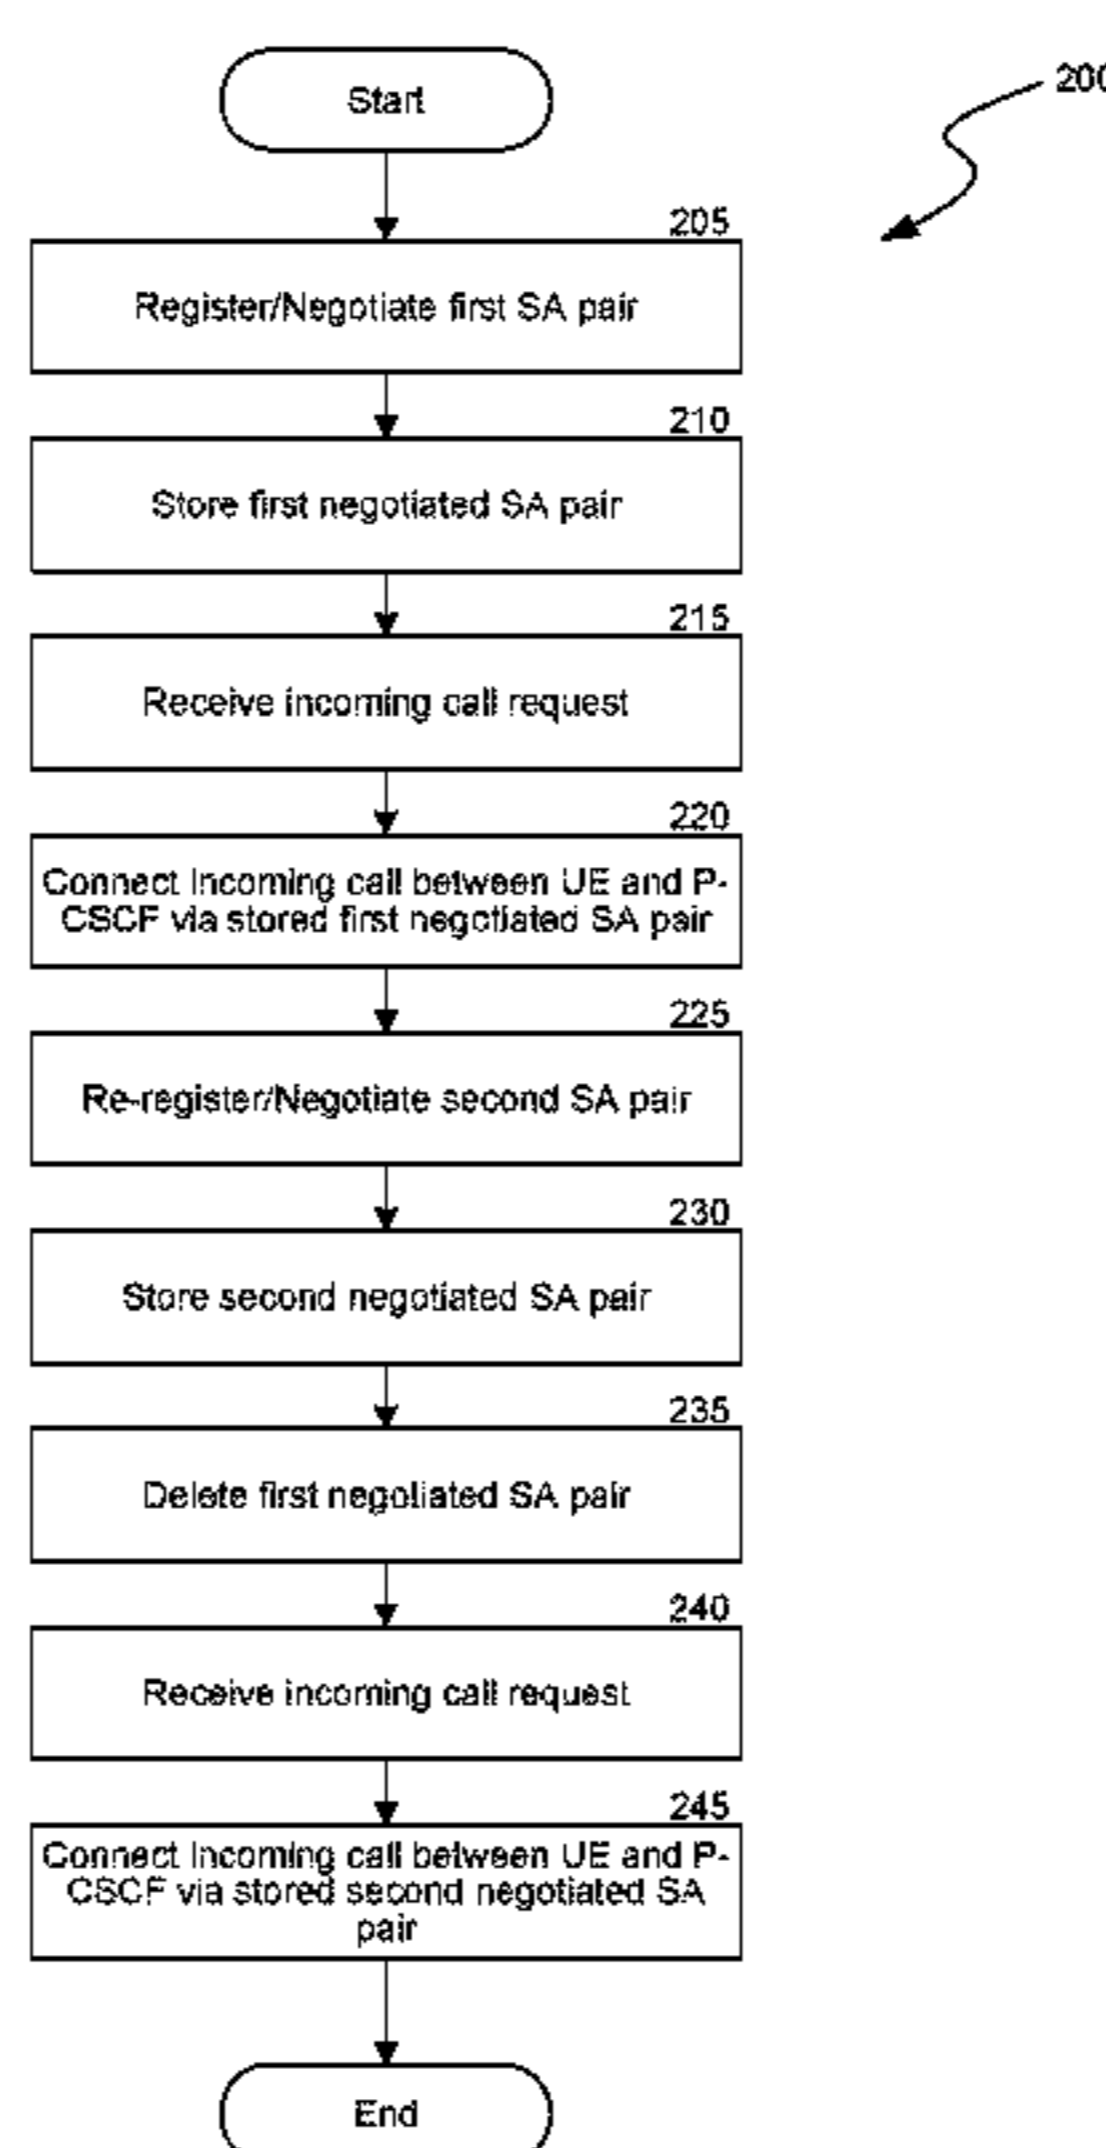 Start
200
205
Register/Negotiate first SA pair
210
Store first negotiated SA pair
215
Receive incoming call request
220
Connect Incoming call between UE and P-
CSCF via stored first negotiated SA pair
225
Re-register/Negotiate second SA pair
230
Store second negotiated SA pair
235
Delete first negotiated SA pair
240
Receive incoming call request
245
Connect Incoming call between UE and P-
CSCF via stored second negotiated SA
pair
End